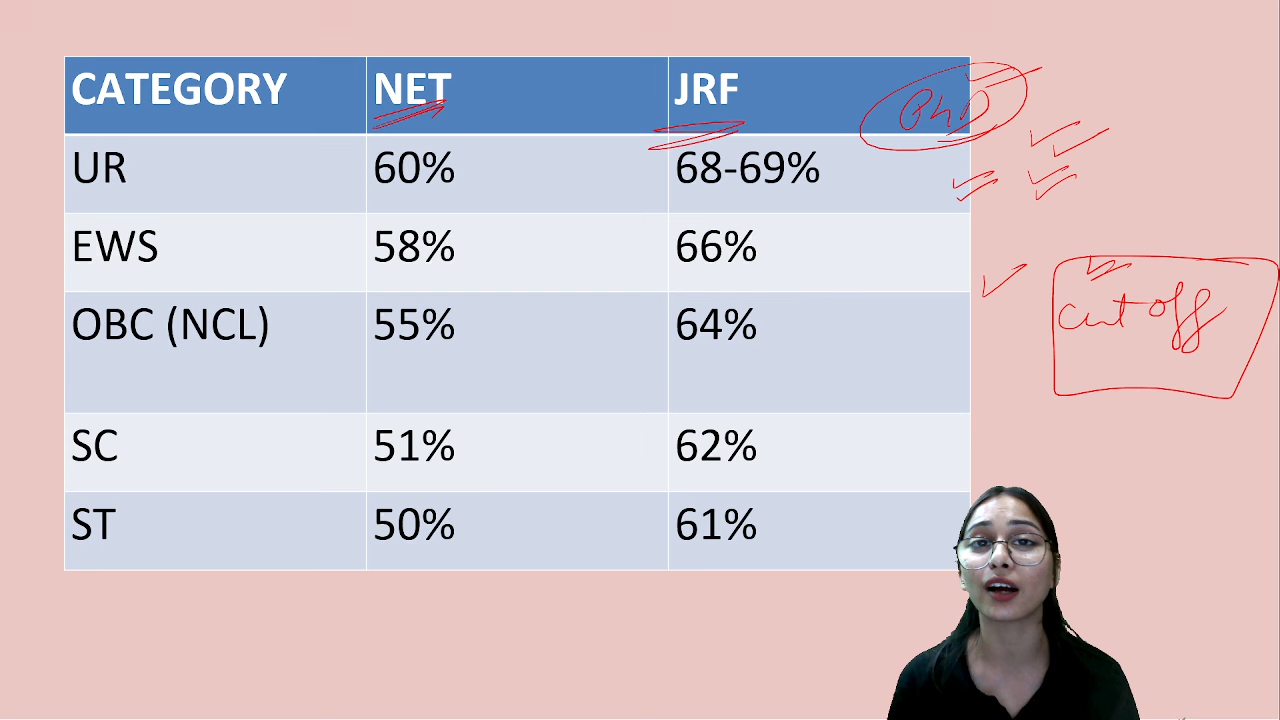 CATEGORY NET JRF PhD
UR 60% 68-69%
EWS 58% 66%
OBC (NCL) 55% 64%
cut off
SC 51% 62%
ST 50% 61%